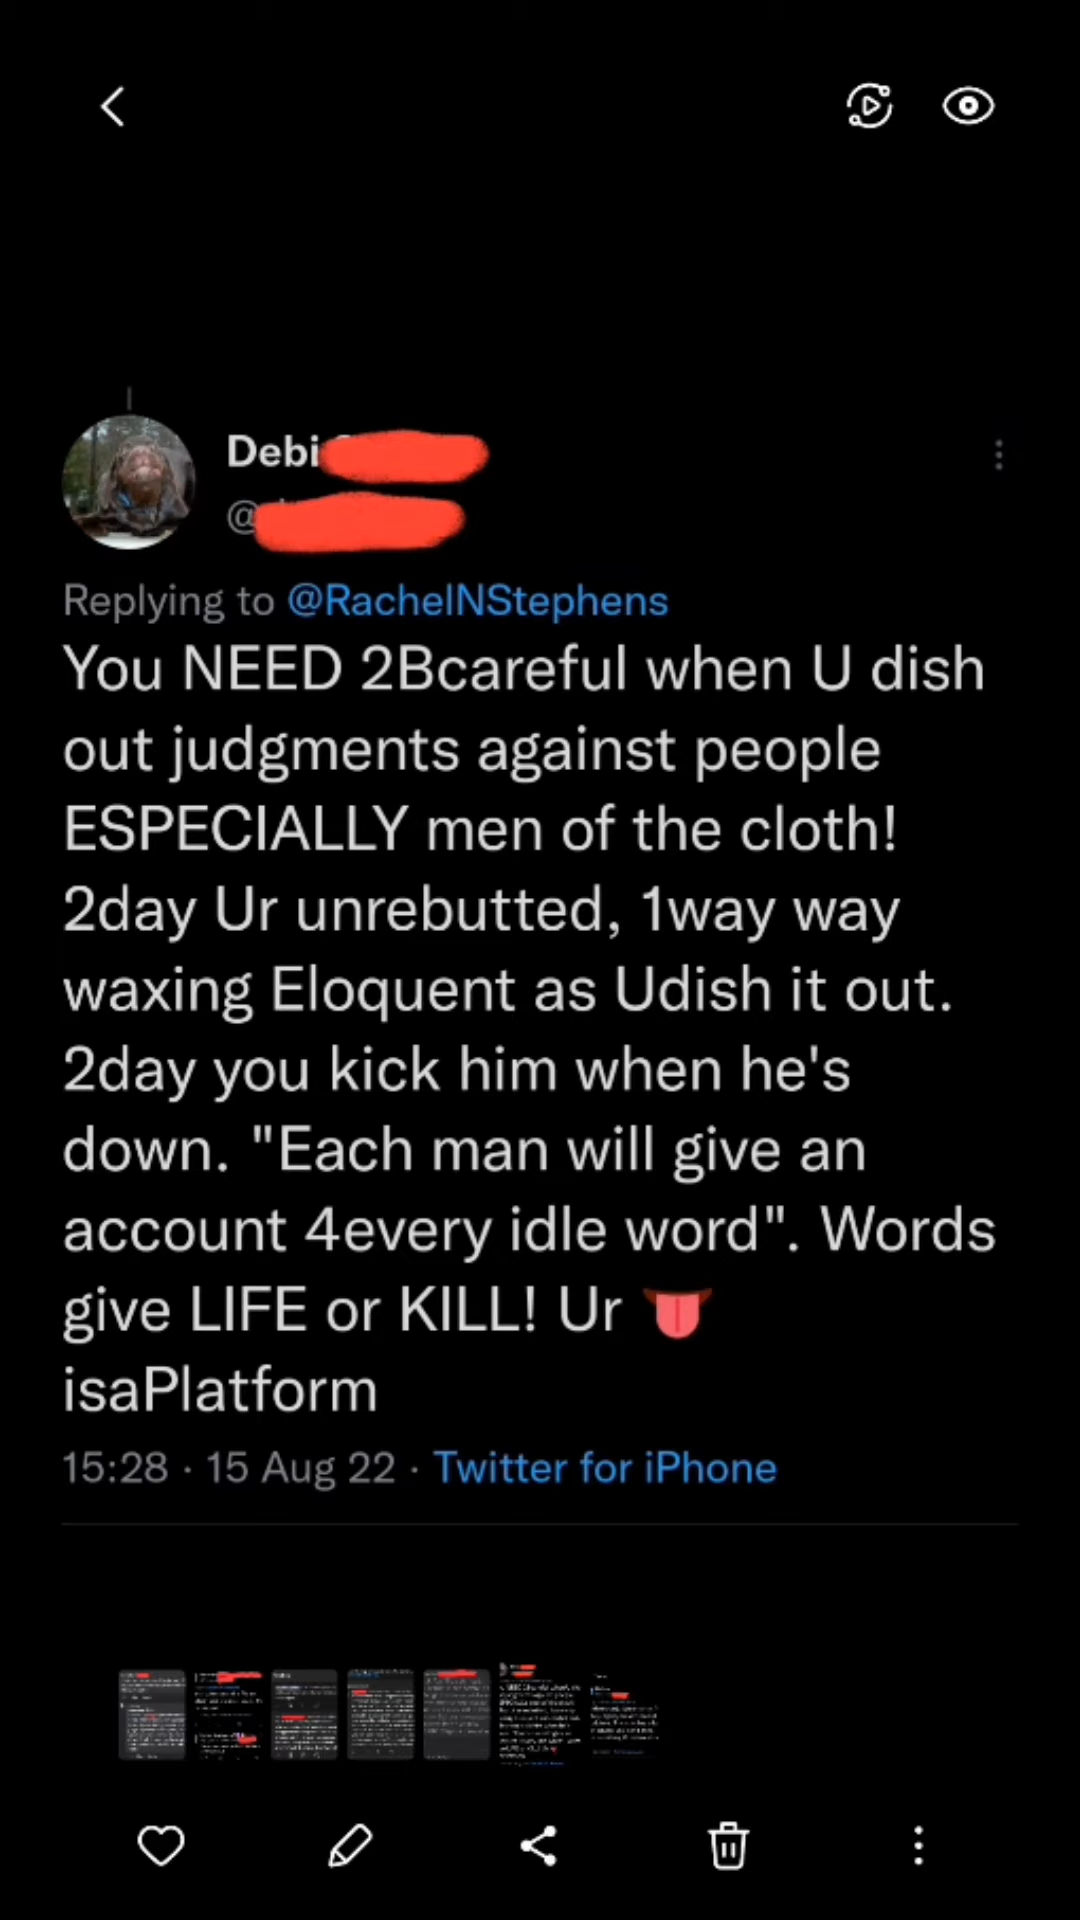 Debi
@
Replying to @RachelNStephens
You NEED 2Bcareful when U dish
out judgments against people
ESPECIALLY men of the cloth!
2day Ur unrebutted, 1way way
waxing Eloquent as Udish it out.
2day you kick him when he's
down. "Each man will give an
account 4every idle word". Words
give LIFE or KILL! Ur 👅
isaPlatform
15:28 · 15 Aug 22 · Twitter for iPhone